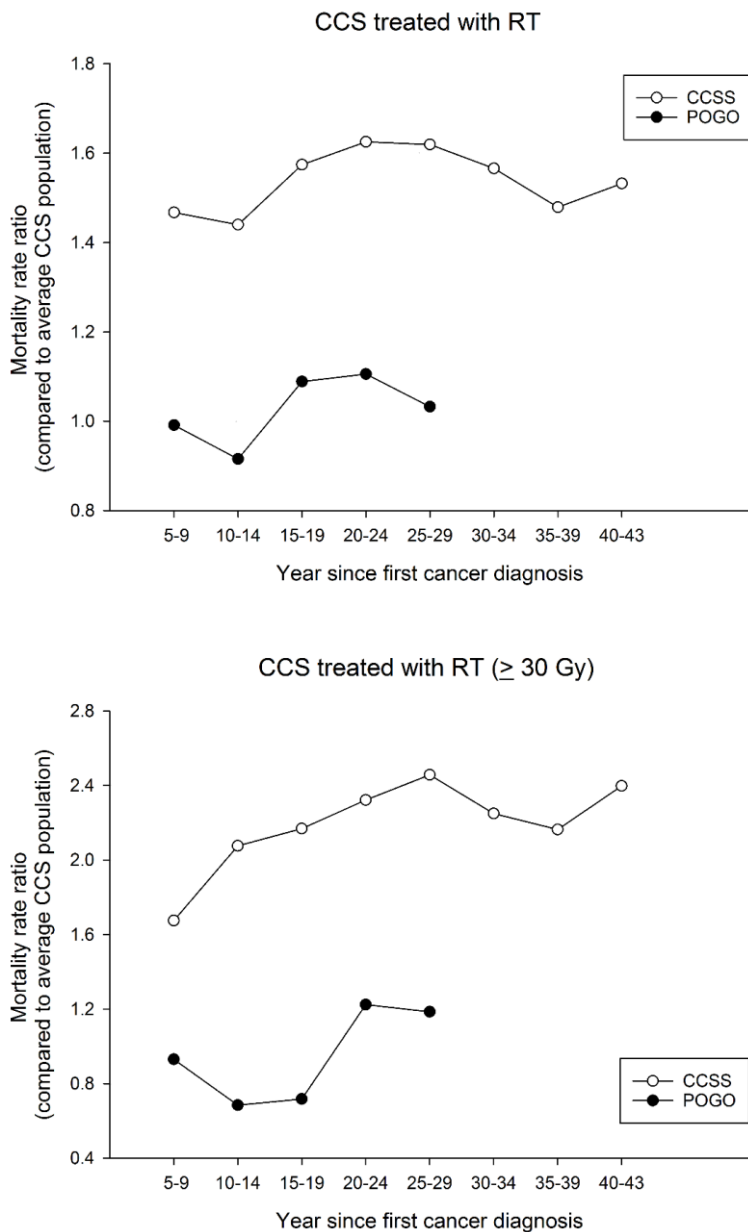 CCS treated with RT
1.8
1.6
1.4
1.2
1.0
0.8
Mortality rate ratio
(compared to average CCS population)
CCSS
POGO
5-9 10-14 15-19 20-24 25-29 30-34 35-39 40-43
Year since first cancer diagnosis
CCS treated with RT (≥ 30 Gy)
2.8
2.4
2.0
1.6
1.2
0.8
0.4
Mortality rate ratio
(compared to average CCS population)
CCSS
POGO
5-9 10-14 15-19 20-24 25-29 30-34 35-39 40-43
Year since first cancer diagnosis